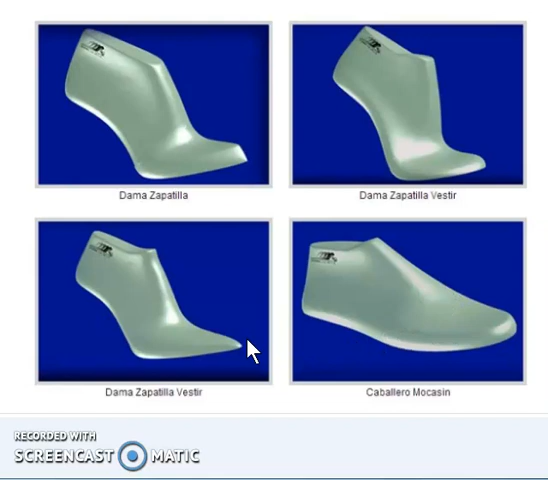 Dama Zapatilla
Dama Zapatilla Vestir
Dama Zapatilla Vestir
Caballero Mocasin
RECORDED WITH
SCREENCAST MATIC